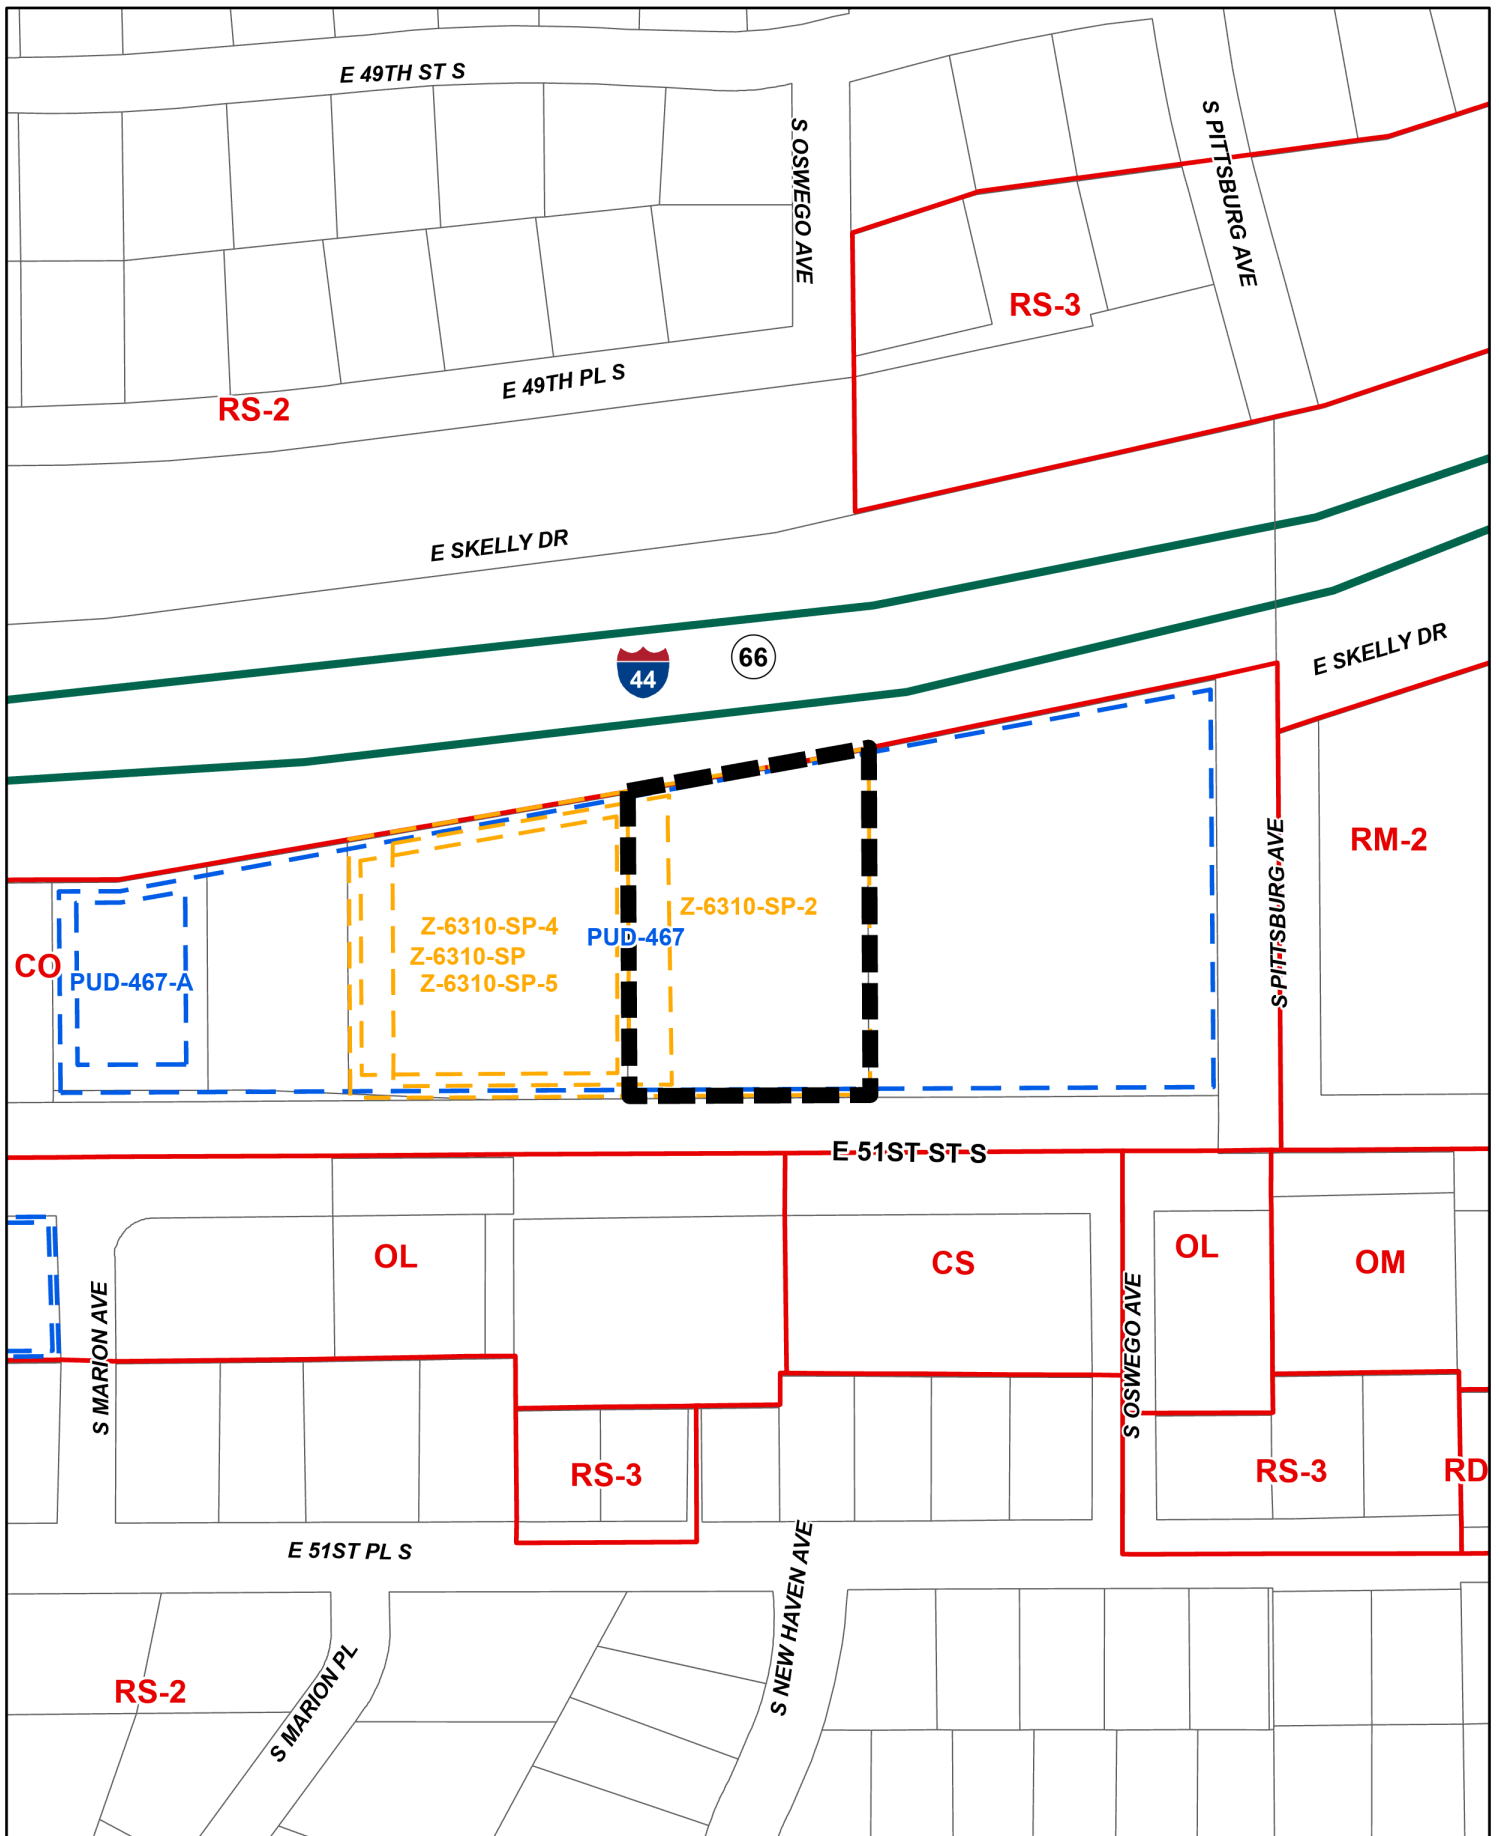 E 49TH ST S
S OSWEGO AVE
S PITTSBURG AVE
RS-3
E 49TH PL S
RS-2
E SKELLY DR
44
66
E SKELLY DR
RM-2
Z-6310-SP-2
Z-6310-SP-4
PUD-467
Z-6310-SP
CO
PUD-467-A
Z-6310-SP-5
S PITTSBURG AVE
E 51ST ST S
OL
CS
OL
OM
S MARION AVE
S OSWEGO AVE
RS-3
RS-3
RD
E 51ST PL S
S NEW HAVEN AVE
RS-2
S MARION PL